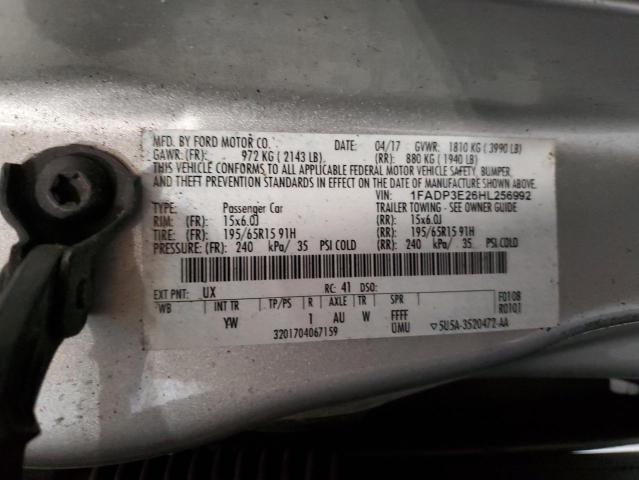 MFD. BY FORD MOTOR CO. DATE: 04/17 GVWR: 1810 KG (3990 LB)
GAWR: (FR): 972 KG (2143 LB) (RR): 880 KG (1940 LB)
THIS VEHICLE CONFORMS TO ALL APPLICABLE FEDERAL MOTOR VEHICLE SAFETY, BUMPER,
AND THEFT PREVENTION STANDARDS IN EFFECT ON THE DATE OF MANUFACTURE SHOWN ABOVE.
VIN: 1FADP3E26HL256992
TYPE: Passenger Car TRAILER TOWING - SEE OWNER GUIDE
RIM: (FR): 15x6.0J (RR): 15x6.0J
TIRE: (FR): 195/65R15 91H (RR): 195/65R15 91H
PRESSURE: (FR): 240 kPa/ 35 PSI COLD (RR): 240 kPa/ 35 PSI COLD
EXT PNT: UX RC: 41 DSO:
WB INT TR TP/PS R AXLE TR SPR F0108
YW 1 AU W FFFF R0101
3201704067159 UMU ▽5U5A-3520472-AA